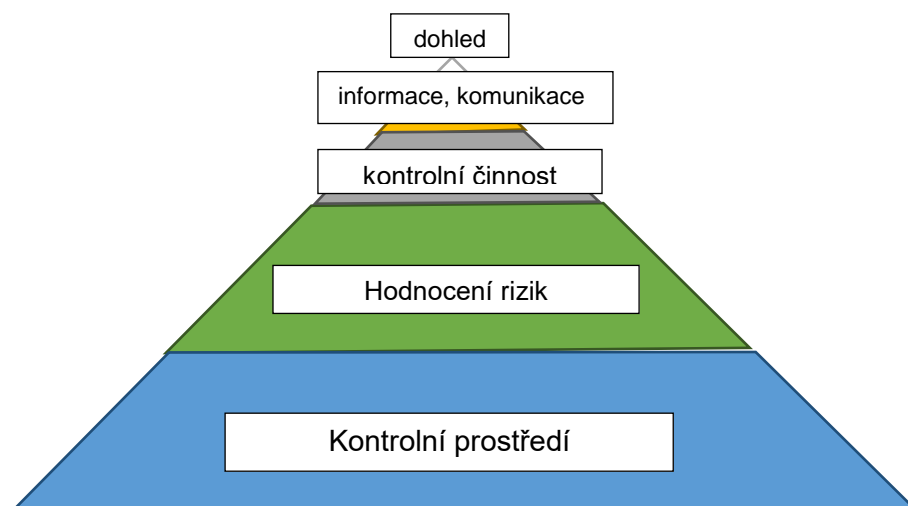 dohled
informace, komunikace
kontrolní činnost
Hodnocení rizik
Kontrolní prostředí